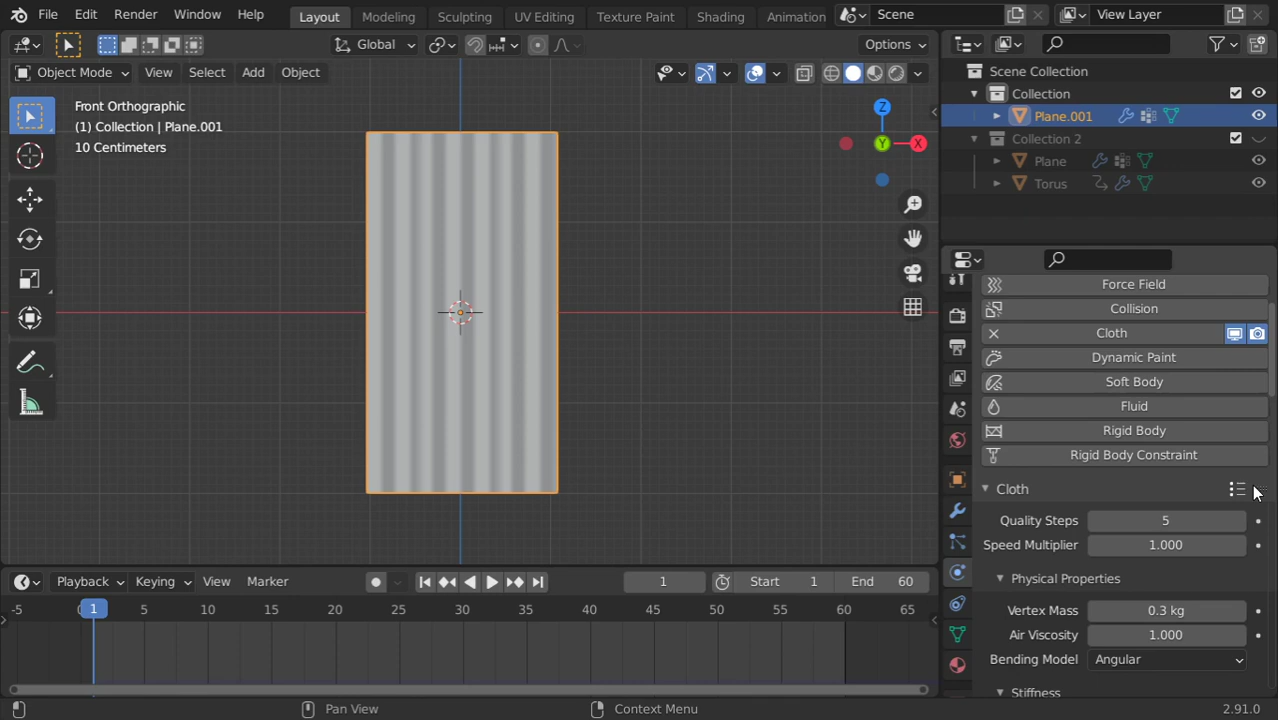 File Edit Render Window Help Layout Modeling Sculpting UV Editing Texture Paint Shading Animation Scene View Layer
Global Options
Object Mode View Select Add Object
Front Orthographic
(1) Collection | Plane.001
10 Centimeters
Z
Y
X
Scene Collection
Collection
Plane.001
Collection 2
Plane
Torus
Force Field
Collision
Cloth
Dynamic Paint
Soft Body
Fluid
Rigid Body
Rigid Body Constraint
Cloth
Quality Steps 5
Speed Multiplier 1.000
Physical Properties
Vertex Mass 0.3 kg
Air Viscosity 1.000
Bending Model Angular
Stiffness
Playback Keying View Marker 1 Start 1 End 60
-5 1 5 10 15 20 25 30 35 40 45 50 55 60 65
Pan View Context Menu 2.91.0